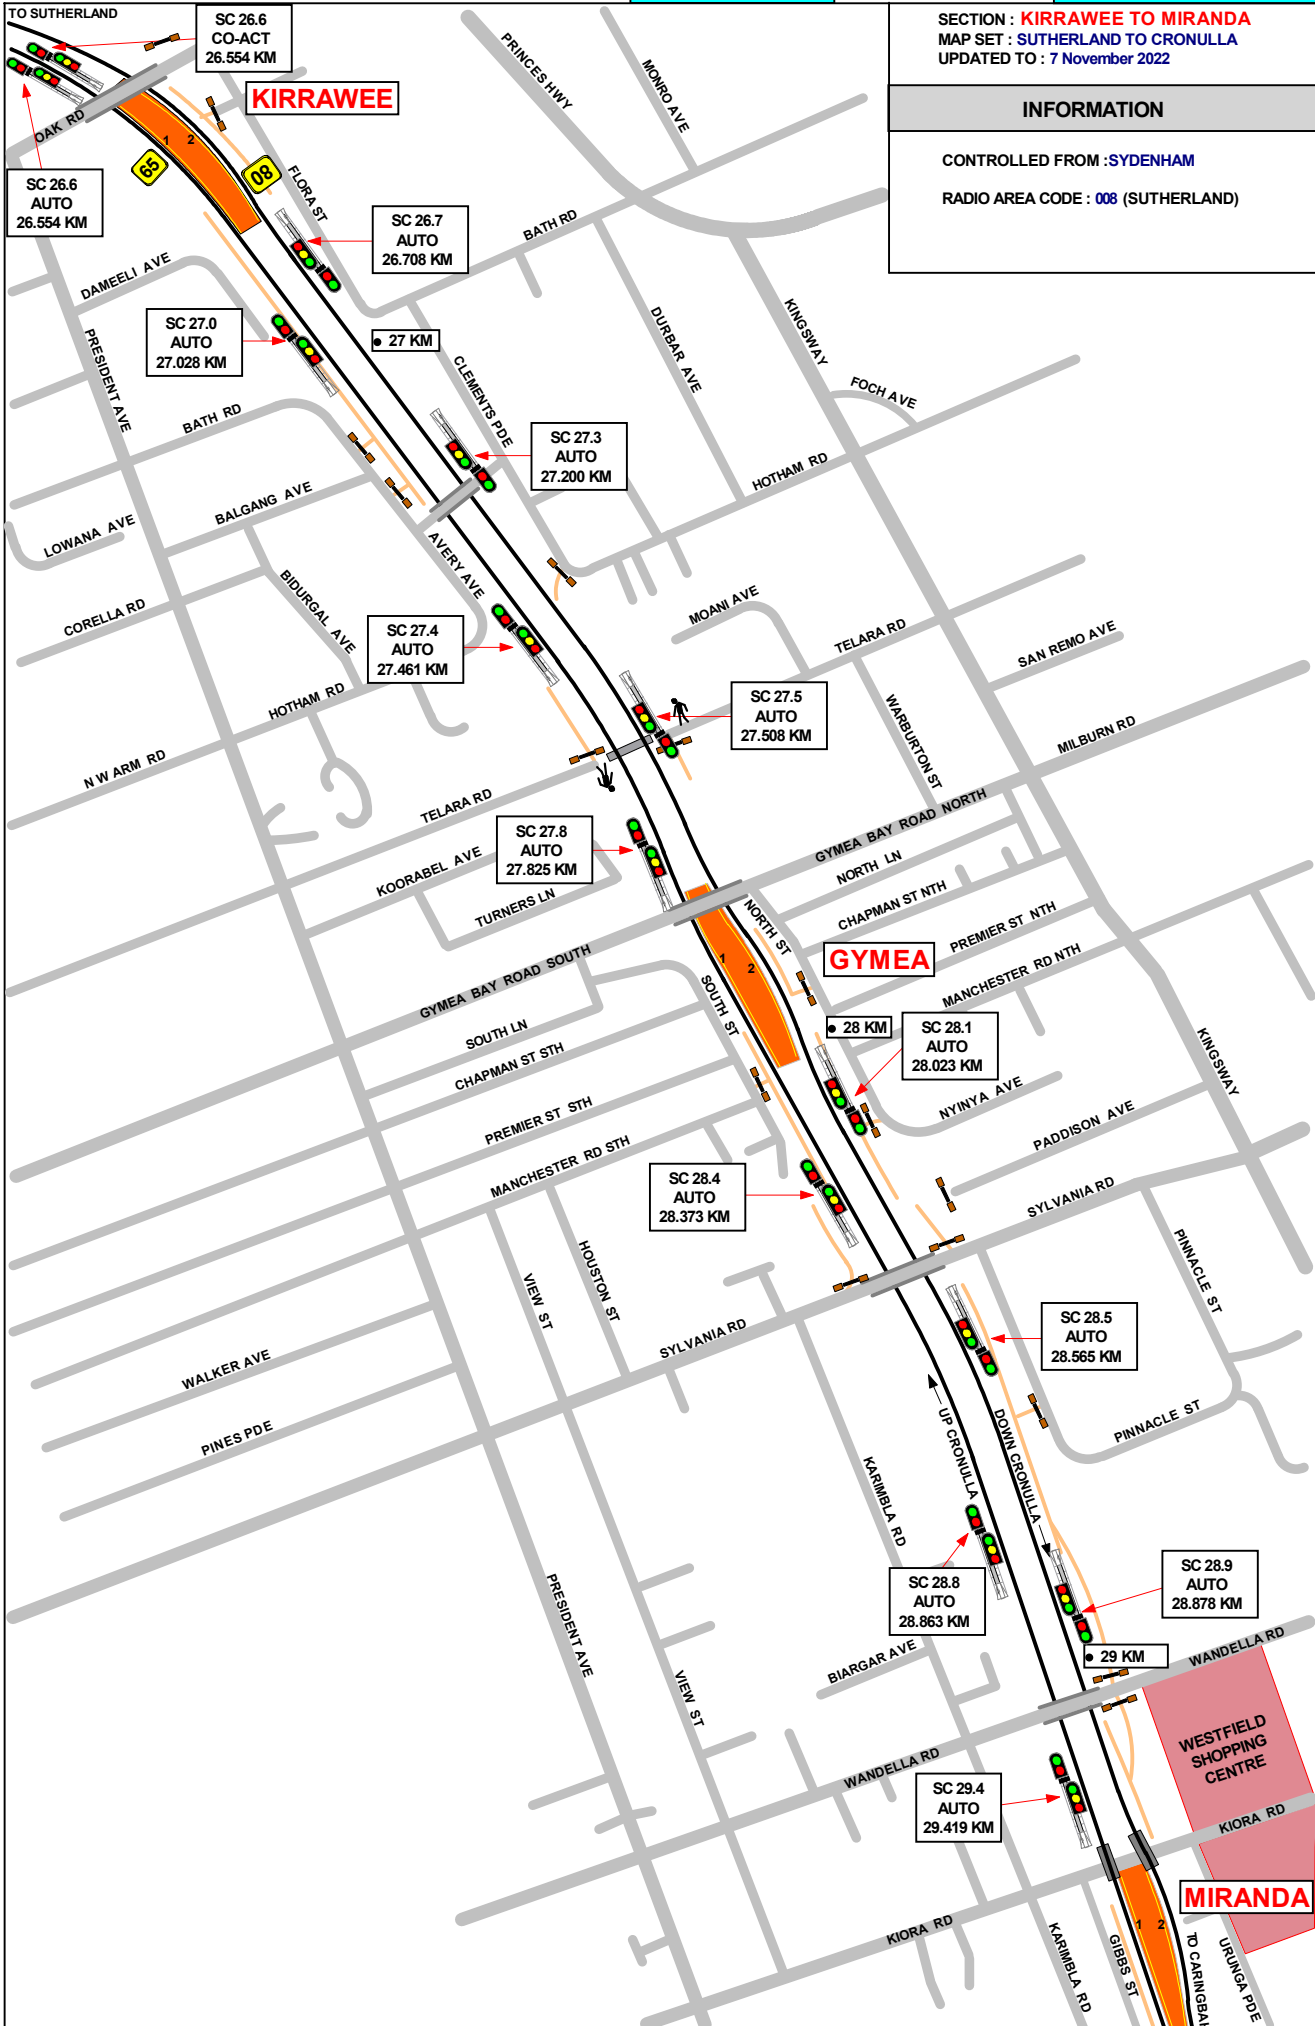 TO SUTHERLAND
SC 26.6
CO-ACT
26.554 KM
SECTION : KIRRAWEE TO MIRANDA
MAP SET : SUTHERLAND TO CRONULLA
UPDATED TO : 7 November 2022
INFORMATION
CONTROLLED FROM :SYDENHAM
RADIO AREA CODE : 008 (SUTHERLAND)
KIRRAWEE
PRINCES HWY
MONRO AVE
OAK RD
1 2
65
80
FLORA ST
SC 26.6
AUTO
26.554 KM
SC 26.7
AUTO
26.708 KM
BATH RD
DAMEELI AVE
SC 27.0
AUTO
27.028 KM
27 KM
PRESIDENT AVE
DURBAR AVE
KINGSWAY
CLEMENTS PDE
FOCH AVE
BATH RD
SC 27.3
AUTO
27.200 KM
HOTHAM RD
BALGANG AVE
LOWANA AVE
AVERY AVE
BIDURGAL AVE
CORELLA RD
SC 27.4
AUTO
27.461 KM
MOANI AVE
TELARA RD
SAN REMO AVE
HOTHAM RD
SC 27.5
AUTO
27.508 KM
WARBURTON ST
MILBURN RD
N W ARM RD
TELARA RD
SC 27.8
AUTO
27.825 KM
GYMEA BAY ROAD NORTH
KOORABEL AVE
NORTH LN
TURNERS LN
CHAPMAN ST NTH
NORTH ST
PREMIER ST NTH
GYMEA
1 2
GYMEA BAY ROAD SOUTH
MANCHESTER RD NTH
SOUTH ST
28 KM
SC 28.1
AUTO
28.023 KM
SOUTH LN
CHAPMAN ST STH
KINGSWAY
NYINYA AVE
PREMIER ST STH
PADDISON AVE
MANCHESTER RD STH
SC 28.4
AUTO
28.373 KM
SYLVANIA RD
HOUSTON ST
VIEW ST
PINNACLE ST
SYLVANIA RD
SC 28.5
AUTO
28.565 KM
WALKER AVE
PINES PDE
UP CRONULLA
DOWN CRONULLA
PINNACLE ST
KARIMBLA RD
SC 28.8
AUTO
28.863 KM
SC 28.9
AUTO
28.878 KM
PRESIDENT AVE
BIARGAR AVE
29 KM
WANDELLA RD
VIEW ST
WESTFIELD
SHOPPING
CENTRE
WANDELLA RD
SC 29.4
AUTO
29.419 KM
KIORA RD
MIRANDA
1 2
KIORA RD
KARIMBLA RD
GIBBS ST
TO CARINGBAH
URUNGA PDE